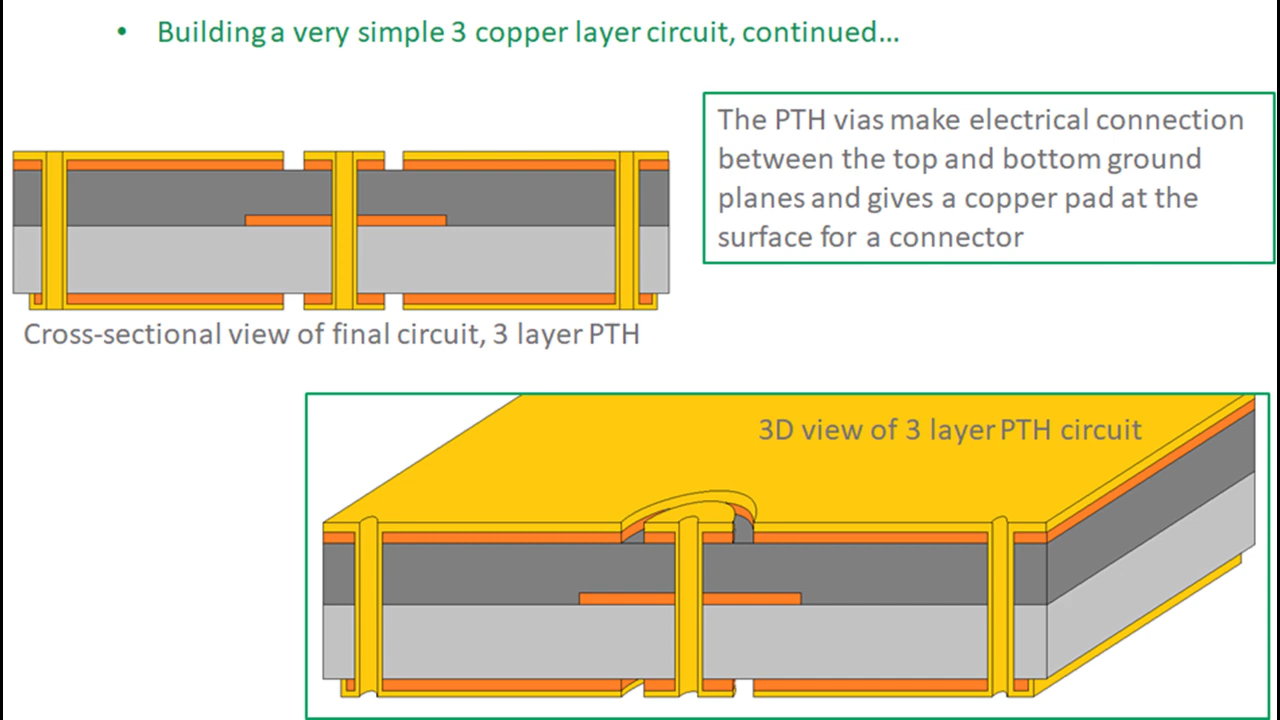 • Building a very simple 3 copper layer circuit, continued…
The PTH vias make electrical connection
between the top and bottom ground
planes and gives a copper pad at the
surface for a connector
Cross-sectional view of final circuit, 3 layer PTH
3D view of 3 layer PTH circuit